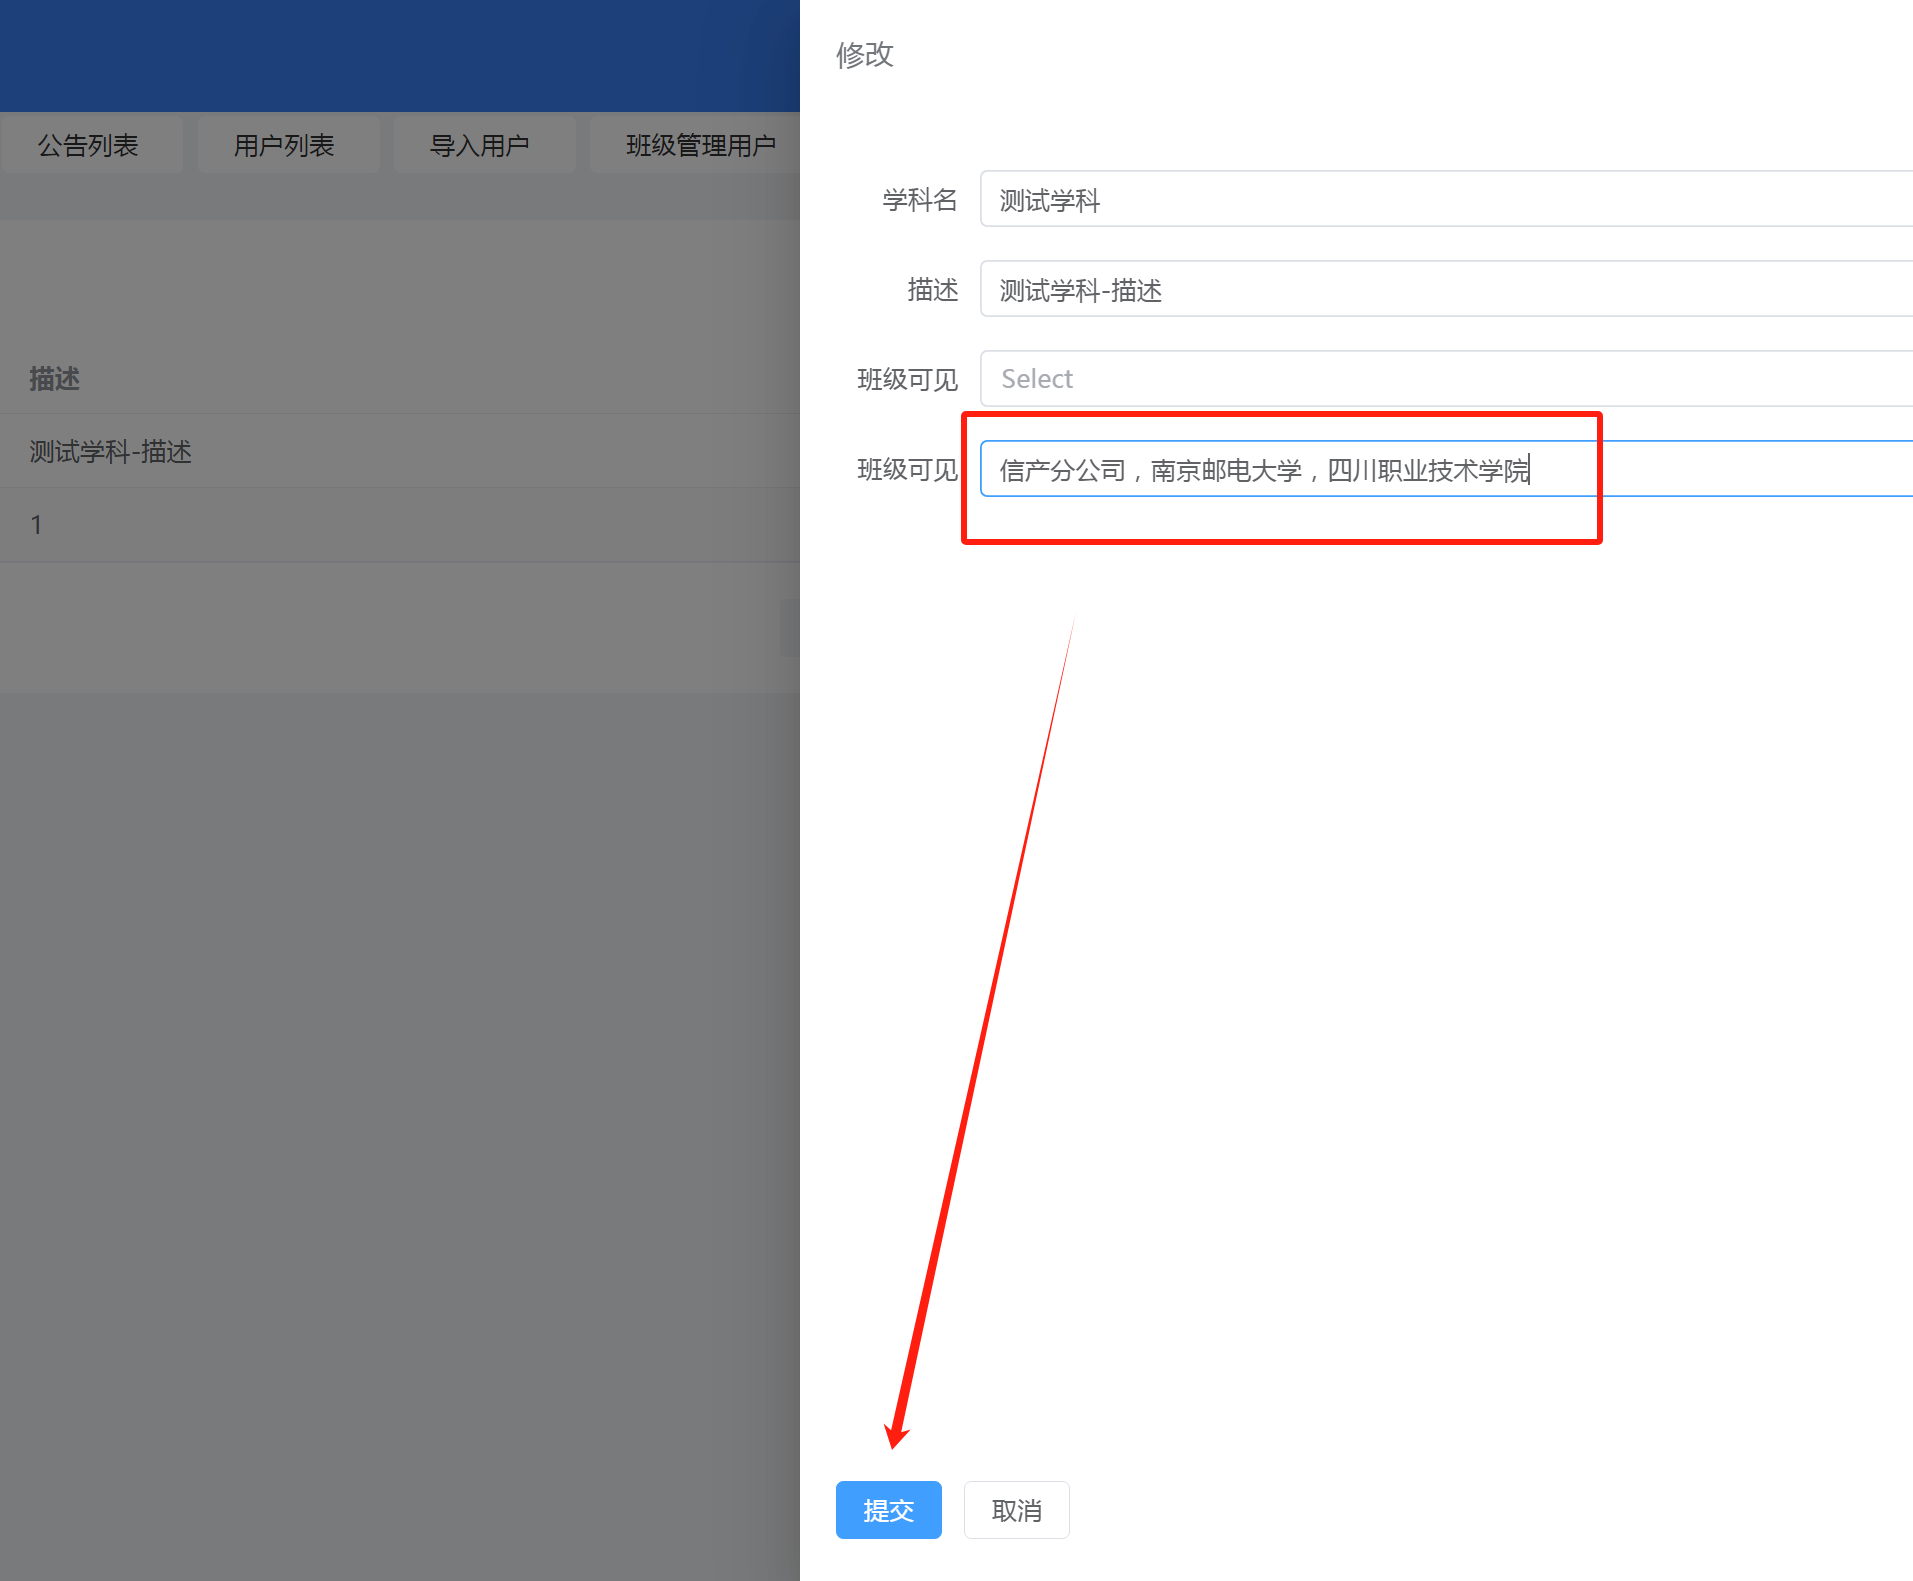 修改
公告列表 用户列表 导入用户 班级管理用户
学科名 测试学科
描述 测试学科-描述
班级可见 Select
班级可见 信产分公司，南京邮电大学，四川职业技术学院
描述
测试学科-描述
1
提交 取消